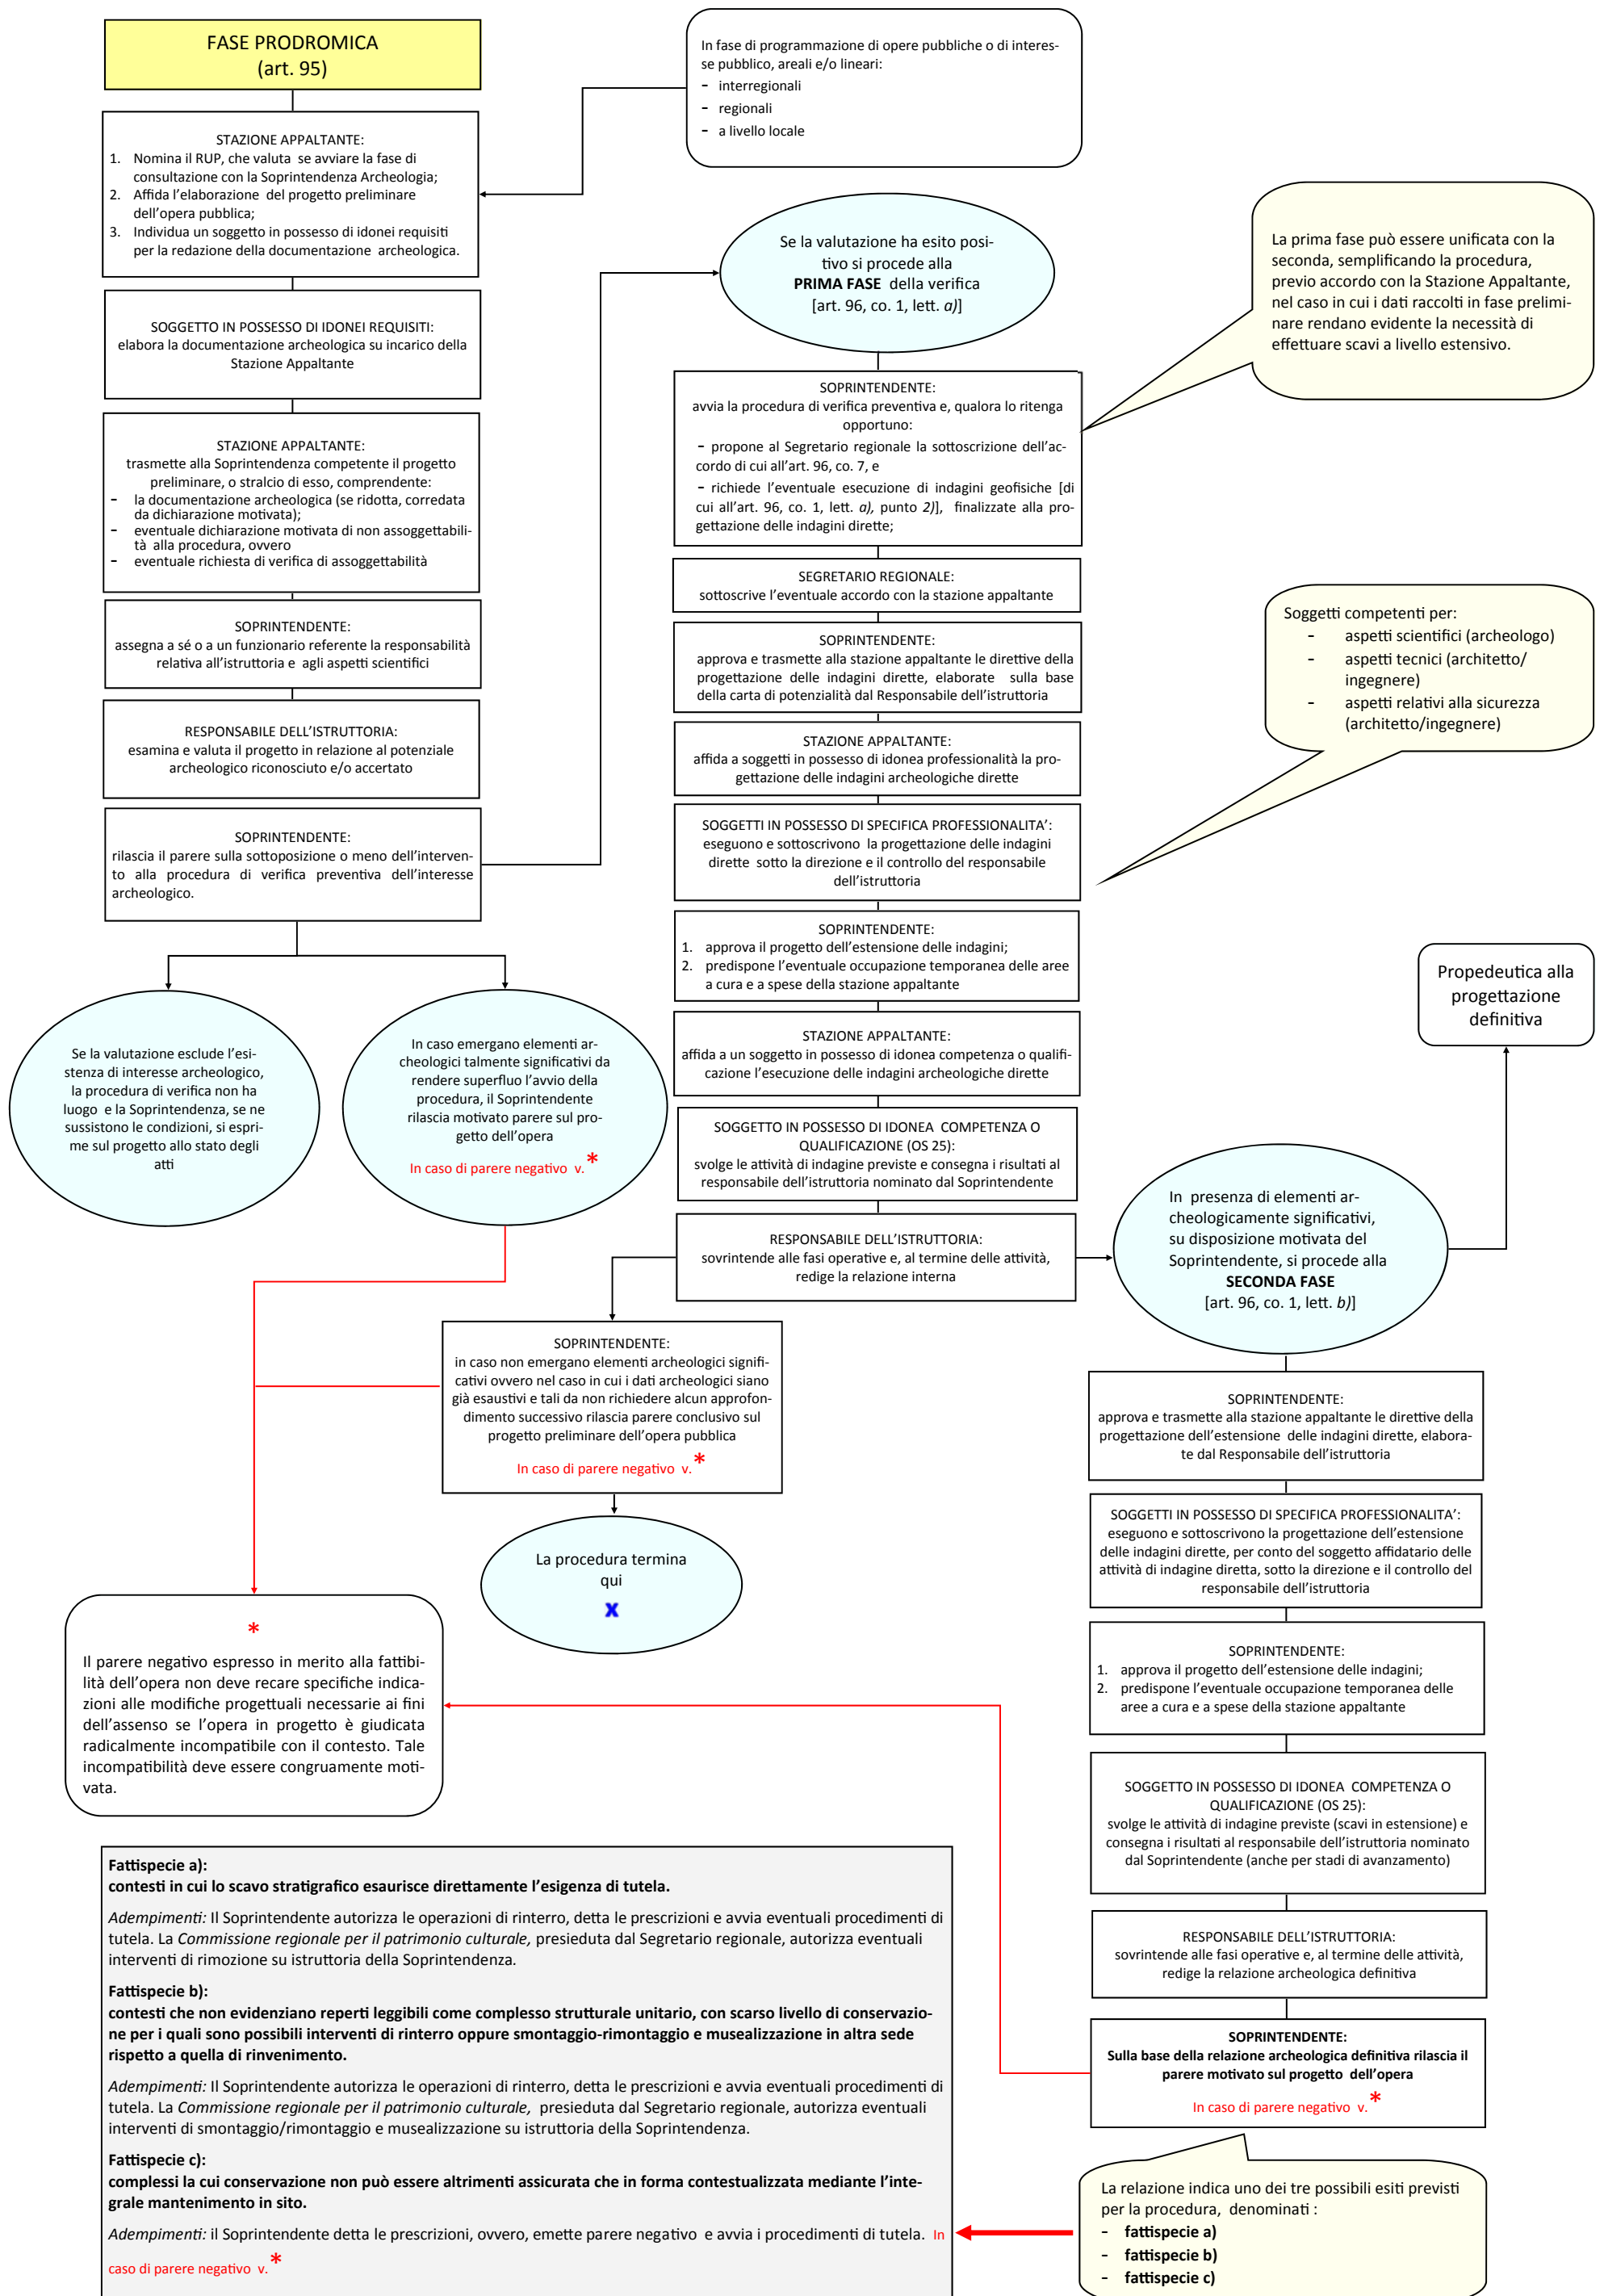 FASE PRODROMICA
(art. 95)
In fase di programmazione di opere pubbliche o di interes-
se pubblico, areali e/o lineari:
- interregionali
- regionali
- a livello locale
STAZIONE APPALTANTE:
1. Nomina il RUP, che valuta se avviare la fase di
consultazione con la Soprintendenza Archeologia;
2. Affida l'elaborazione del progetto preliminare
dell'opera pubblica;
3. Individua un soggetto in possesso di idonei requisiti
per la redazione della documentazione archeologica.
SOGGETTO IN POSSESSO DI IDONEI REQUISITI:
elabora la documentazione archeologica su incarico della
Stazione Appaltante
STAZIONE APPALTANTE:
trasmette alla Soprintendenza competente il progetto
preliminare, o stralcio di esso, comprendente:
- la documentazione archeologica (se ridotta, corredata
da dichiarazione motivata);
- eventuale dichiarazione motivata di non assoggettabili-
tà alla procedura, ovvero
- eventuale richiesta di verifica di assoggettabilità
SOPRINTENDENTE:
assegna a sé o a un funzionario referente la responsabilità
relativa all'istruttoria e agli aspetti scientifici
RESPONSABILE DELL'ISTRUTTORIA:
esamina e valuta il progetto in relazione al potenziale
archeologico riconosciuto e/o accertato
SOPRINTENDENTE:
rilascia il parere sulla sottoposizione o meno dell'interven-
to alla procedura di verifica preventiva dell'interesse
archeologico.
Se la valutazione esclude l'esi-
stenza di interesse archeologico,
la procedura di verifica non ha
luogo e la Soprintendenza, se ne
sussistono le condizioni, si espri-
me sul progetto allo stato degli
atti
In caso emergano elementi ar-
cheologici talmente significativi da
rendere superfluo l'avvio della
procedura, il Soprintendente
rilascia motivato parere sul pro-
getto dell'opera
In caso di parere negativo v. *
Se la valutazione ha esito posi-
tivo si procede alla
PRIMA FASE della verifica
[art. 96, co. 1, lett. a)]
La prima fase può essere unificata con la
seconda, semplificando la procedura,
previo accordo con la Stazione Appaltante,
nel caso in cui i dati raccolti in fase prelimi-
nare rendano evidente la necessità di
effettuare scavi a livello estensivo.
SOPRINTENDENTE:
avvia la procedura di verifica preventiva e, qualora lo ritenga
opportuno:
- propone al Segretario regionale la sottoscrizione dell'ac-
cordo di cui all'art. 96, co. 7, e
- richiede l'eventuale esecuzione di indagini geofisiche [di
cui all'art. 96, co. 1, lett. a), punto 2)], finalizzate alla pro-
gettazione delle indagini dirette;
SEGRETARIO REGIONALE:
sottoscrive l'eventuale accordo con la stazione appaltante
SOPRINTENDENTE:
approva e trasmette alla stazione appaltante le direttive della
progettazione delle indagini dirette, elaborate sulla base
della carta di potenzialità dal Responsabile dell'istruttoria
STAZIONE APPALTANTE:
affida a soggetti in possesso di idonea professionalità la pro-
gettazione delle indagini archeologiche dirette
SOGGETTI IN POSSESSO DI SPECIFICA PROFESSIONALITA':
eseguono e sottoscrivono la progettazione delle indagini
dirette sotto la direzione e il controllo del responsabile
dell'istruttoria
Soggetti competenti per:
- aspetti scientifici (archeologo)
- aspetti tecnici (architetto/
ingegnere)
- aspetti relativi alla sicurezza
(architetto/ingegnere)
SOPRINTENDENTE:
1. approva il progetto dell'estensione delle indagini;
2. predispone l'eventuale occupazione temporanea delle aree
a cura e a spese della stazione appaltante
STAZIONE APPALTANTE:
affida a un soggetto in possesso di idonea competenza o qualifi-
cazione l'esecuzione delle indagini archeologiche dirette
SOGGETTO IN POSSESSO DI IDONEA COMPETENZA O
QUALIFICAZIONE (OS 25):
svolge le attività di indagine previste e consegna i risultati al
responsabile dell'istruttoria nominato dal Soprintendente
RESPONSABILE DELL'ISTRUTTORIA:
sovrintende alle fasi operative e, al termine delle attività,
redige la relazione interna
SOPRINTENDENTE:
in caso non emergano elementi archeologici signifi-
cativi ovvero nel caso in cui i dati archeologici siano
già esaustivi e tali da non richiedere alcun approfon-
dimento successivo rilascia parere conclusivo sul
progetto preliminare dell'opera pubblica
In caso di parere negativo v. *
La procedura termina
qui
x
Propedeutica alla
progettazione
definitiva
In presenza di elementi ar-
cheologicamente significativi,
su disposizione motivata del
Soprintendente, si procede alla
SECONDA FASE
[art. 96, co. 1, lett. b)]
SOPRINTENDENTE:
approva e trasmette alla stazione appaltante le direttive della
progettazione dell'estensione delle indagini dirette, elabora-
te dal Responsabile dell'istruttoria
SOGGETTI IN POSSESSO DI SPECIFICA PROFESSIONALITA':
eseguono e sottoscrivono la progettazione dell'estensione
delle indagini dirette, per conto del soggetto affidatario delle
attività di indagine diretta, sotto la direzione e il controllo del
responsabile dell'istruttoria
SOPRINTENDENTE:
1. approva il progetto dell'estensione delle indagini;
2. predispone l'eventuale occupazione temporanea delle
aree a cura e a spese della stazione appaltante
SOGGETTO IN POSSESSO DI IDONEA COMPETENZA O
QUALIFICAZIONE (OS 25):
svolge le attività di indagine previste (scavi in estensione) e
consegna i risultati al responsabile dell'istruttoria nominato
dal Soprintendente (anche per stadi di avanzamento)
RESPONSABILE DELL'ISTRUTTORIA:
sovrintende alle fasi operative e, al termine delle attività,
redige la relazione archeologica definitiva
SOPRINTENDENTE:
Sulla base della relazione archeologica definitiva rilascia il
parere motivato sul progetto dell'opera
In caso di parere negativo v. *
La relazione indica uno dei tre possibili esiti previsti
per la procedura, denominati :
- fattispecie a)
- fattispecie b)
- fattispecie c)
*
Il parere negativo espresso in merito alla fattibi-
lità dell'opera non deve recare specifiche indica-
zioni alle modifiche progettuali necessarie ai fini
dell'assenso se l'opera in progetto è giudicata
radicalmente incompatibile con il contesto. Tale
incompatibilità deve essere congruamente moti-
vata.
Fattispecie a):
contesti in cui lo scavo stratigrafico esaurisce direttamente l'esigenza di tutela.
Adempimenti: Il Soprintendente autorizza le operazioni di rinterro, detta le prescrizioni e avvia eventuali procedimenti di
tutela. La Commissione regionale per il patrimonio culturale, presieduta dal Segretario regionale, autorizza eventuali
interventi di rimozione su istruttoria della Soprintendenza.
Fattispecie b):
contesti che non evidenziano reperti leggibili come complesso strutturale unitario, con scarso livello di conservazio-
ne per i quali sono possibili interventi di rinterro oppure smontaggio-rimontaggio e musealizzazione in altra sede
rispetto a quella di rinvenimento.
Adempimenti: Il Soprintendente autorizza le operazioni di rinterro, detta le prescrizioni e avvia eventuali procedimenti di
tutela. La Commissione regionale per il patrimonio culturale, presieduta dal Segretario regionale, autorizza eventuali
interventi di smontaggio/rimontaggio e musealizzazione su istruttoria della Soprintendenza.
Fattispecie c):
complessi la cui conservazione non può essere altrimenti assicurata che in forma contestualizzata mediante l'inte-
grale mantenimento in sito.
Adempimenti: il Soprintendente detta le prescrizioni, ovvero, emette parere negativo e avvia i procedimenti di tutela. In
caso di parere negativo v. *